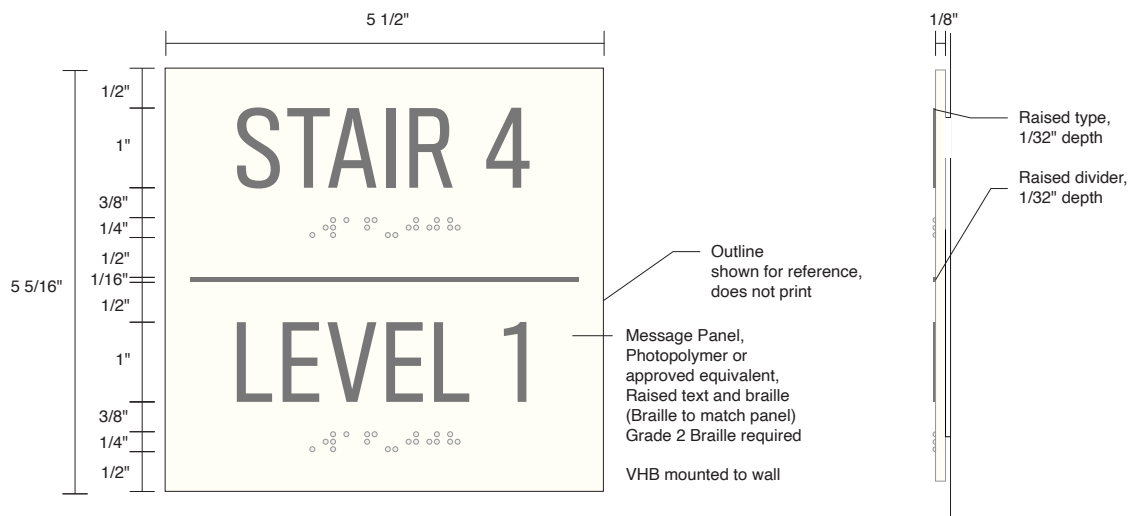 5 1/2"
1/8"
1/2"
1"
3/8"
1/4"
1/2"
1/16"
1/2"
1"
3/8"
1/4"
1/2"
5 5/16"
STAIR 4
LEVEL 1
Outline
shown for reference,
does not print
Message Panel,
Photopolymer or
approved equivalent,
Raised text and braille
(Braille to match panel)
Grade 2 Braille required
VHB mounted to wall
Raised type,
1/32" depth
Raised divider,
1/32" depth